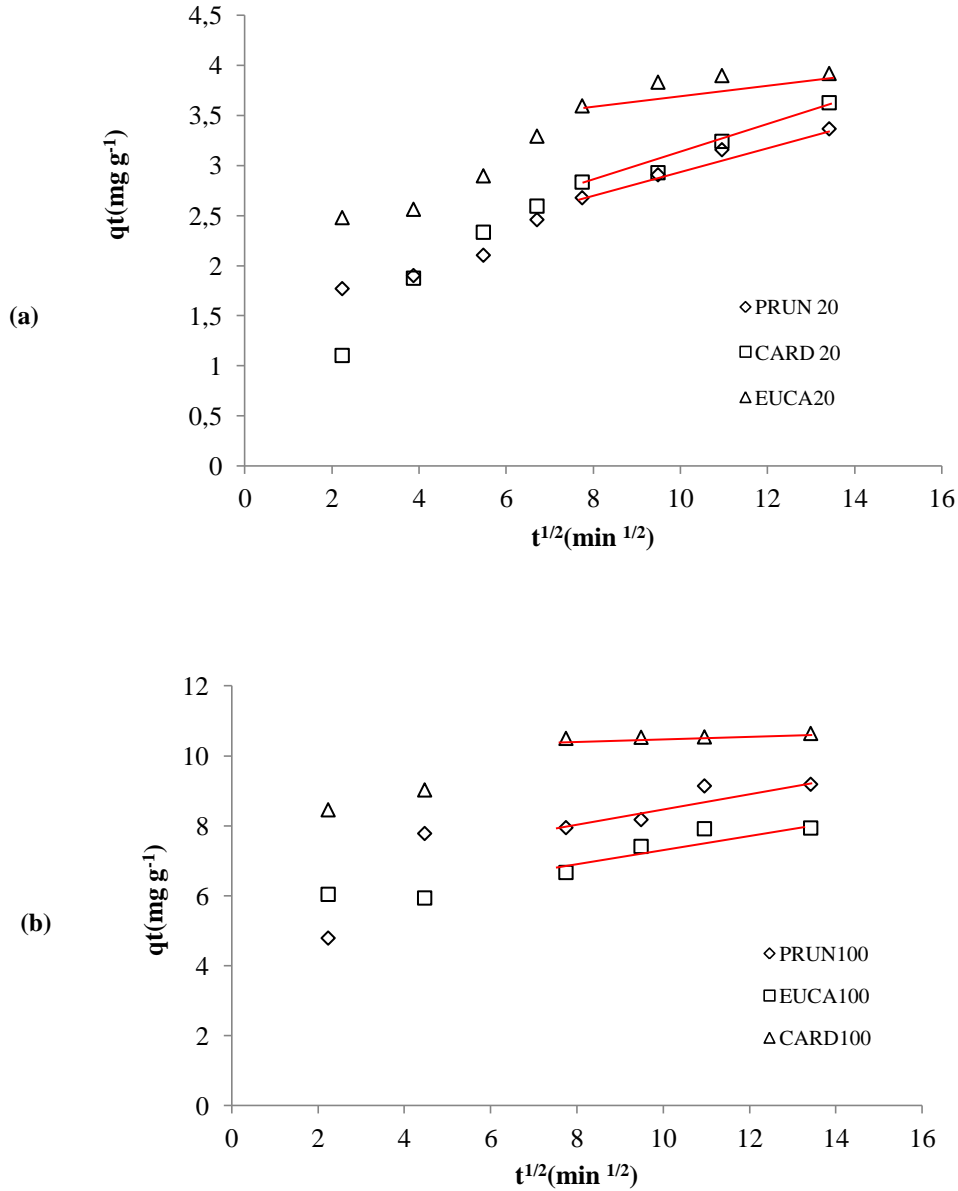 4,5
4
3,5
3
2,5
2
1,5
1
0,5
0
qt(mg g-1)
(a)
PRUN 20
CARD 20
EUCA20
0 2 4 6 8 10 12 14 16
t1/2(min 1/2)
12
10
8
6
4
2
0
qt(mg g-1)
(b)
PRUN100
EUCA100
CARD100
0 2 4 6 8 10 12 14 16
t1/2(min 1/2)